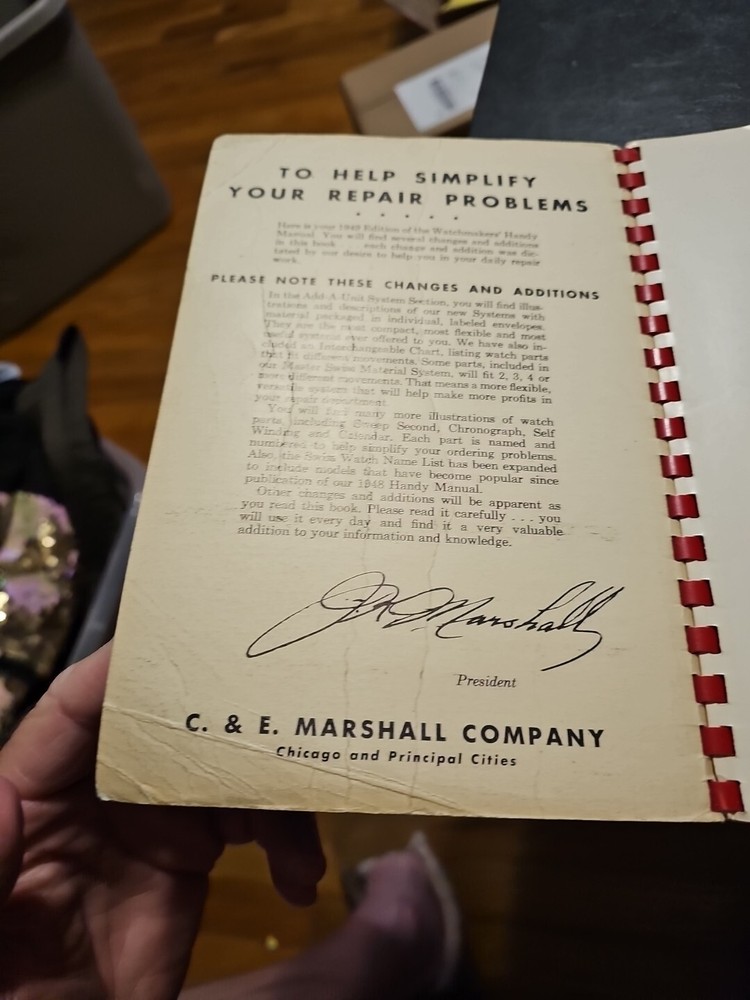 TO HELP SIMPLIFY
YOUR REPAIR PROBLEMS
Here is your 1949 Edition of the Watchmakers' Handy
Manual. You will find several changes and additions
in this book each change and addition was dic-
tated by our desire to help you in your daily repair
work.
PLEASE NOTE THESE CHANGES AND ADDITIONS
In the Add-A-Unit System Section, you will find illus-
trations and descriptions of our new Systems with
material packaged in individual, labeled envelopes.
They are the most compact, most flexible and most
useful systems ever offered to you. We have also in-
cluded an Interchangeable Chart, listing watch parts
that fit different movements. Some parts, included in
our Master Swiss Material System, will fit 2, 3, 4 or
more different movements. That means a more flexible,
versatile system that will help make more profits in
your repair department.
You will find many more illustrations of watch
parts, including Sweep Second, Chronograph, Self
Winding and Calendar. Each part is named and
numbered to help simplify your ordering problems.
Also, the Swiss Watch Name List has been expanded
to include models that have become popular since
publication of our 1948 Handy Manual.
Other changes and additions will be apparent as
you read this book. Please read it carefully . . . you
will use it every day and find it a very valuable
addition to your information and knowledge.
Marshall
President
C. & E. MARSHALL COMPANY
Chicago and Principal Cities